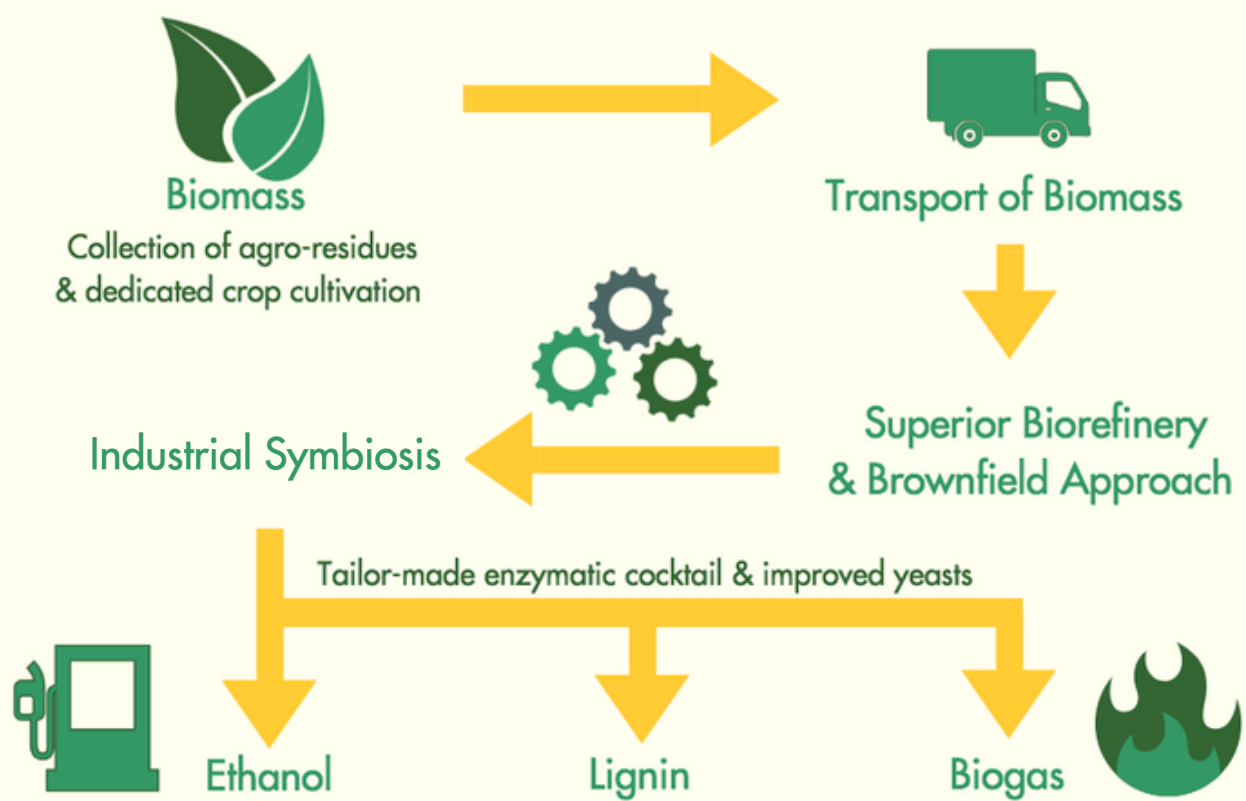 Biomass
Collection of agro-residues
& dedicated crop cultivation
Transport of Biomass
Superior Biorefinery
& Brownfield Approach
Industrial Symbiosis
Tailor-made enzymatic cocktail & improved yeasts
Ethanol
Lignin
Biogas